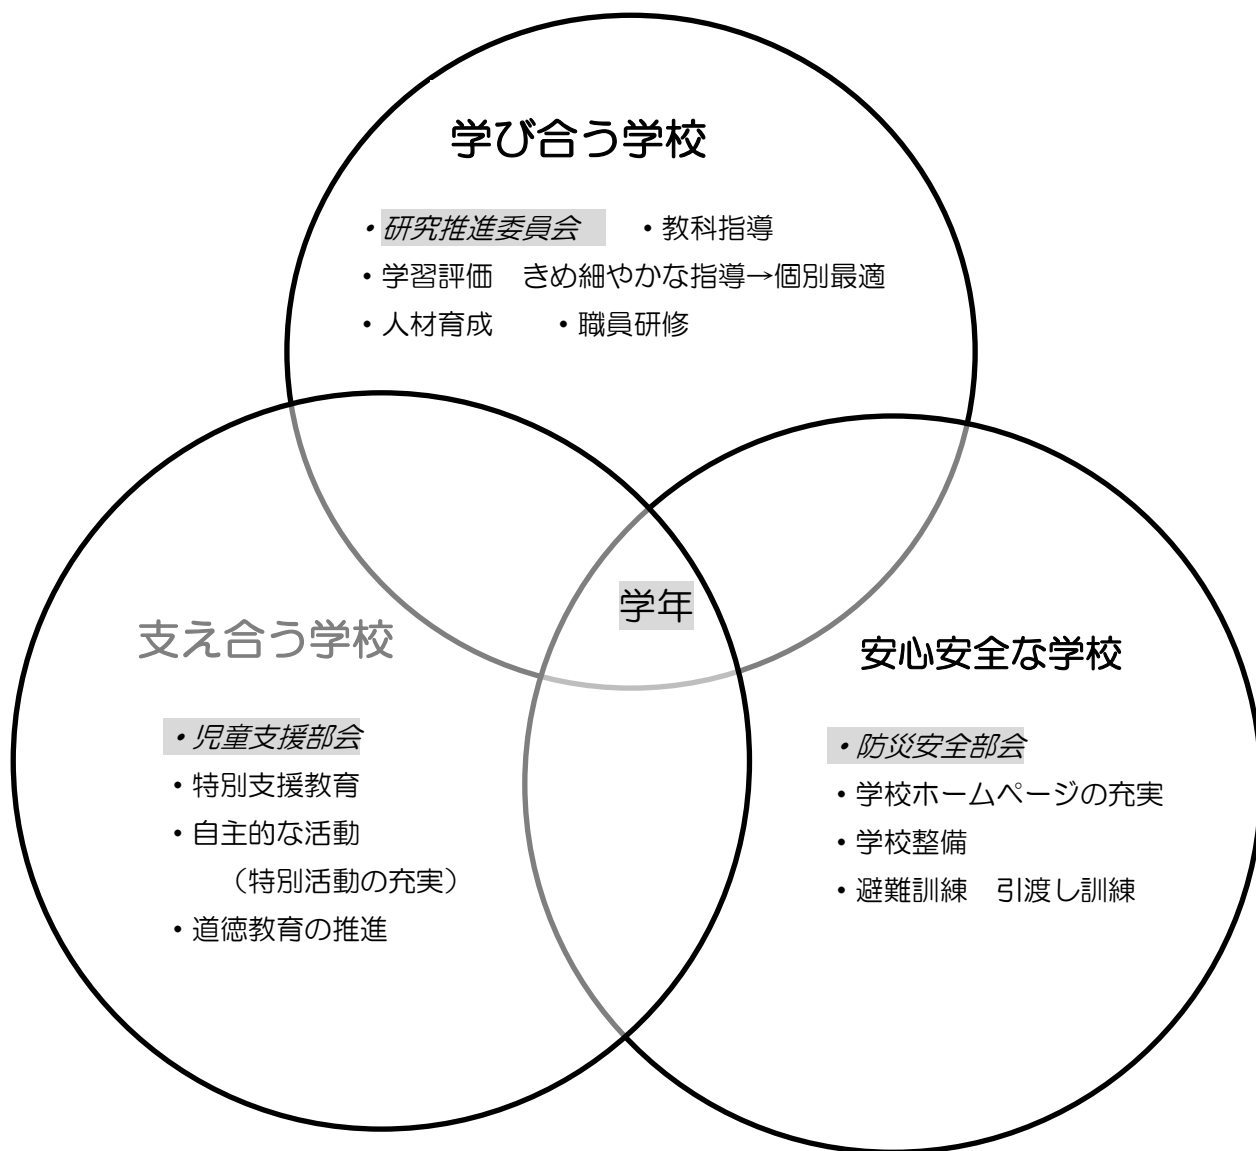 学び合う学校
・研究推進委員会　・教科指導
・学習評価　きめ細やかな指導→個別最適
・人材育成　　・職員研修
学年
支え合う学校
・児童支援部会
・特別支援教育
・自主的な活動
（特別活動の充実）
・道徳教育の推進
安心安全な学校
・防災安全部会
・学校ホームページの充実
・学校整備
・避難訓練　引渡し訓練